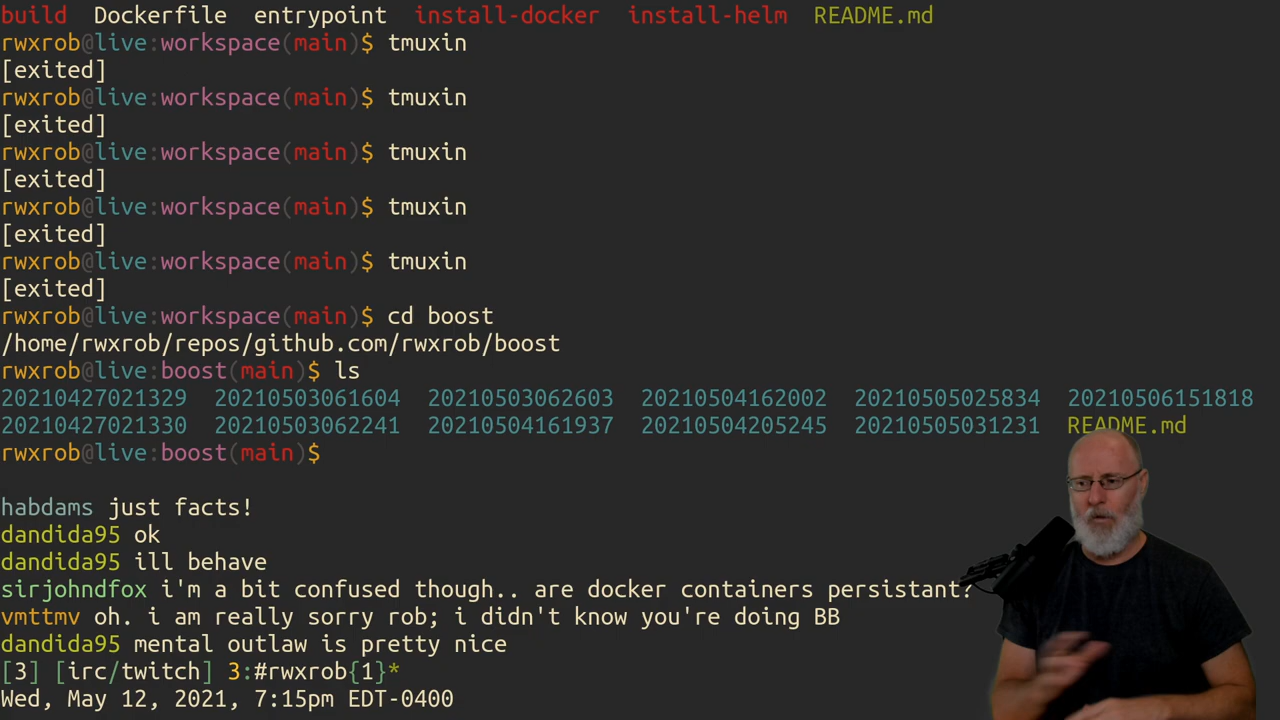 build  Dockerfile  entrypoint  install-docker  install-helm  README.md
rwxrob@live:workspace(main)$ tmuxin
[exited]
rwxrob@live:workspace(main)$ tmuxin
[exited]
rwxrob@live:workspace(main)$ tmuxin
[exited]
rwxrob@live:workspace(main)$ tmuxin
[exited]
rwxrob@live:workspace(main)$ tmuxin
[exited]
rwxrob@live:workspace(main)$ cd boost
/home/rwxrob/repos/github.com/rwxrob/boost
rwxrob@live:boost(main)$ ls
20210427021329  20210503061604  20210503062603  20210504162002  20210505025834  20210506151818
20210427021330  20210503062241  20210504161937  20210504205245  20210505031231  README.md
rwxrob@live:boost(main)$
habdams just facts!
dandida95 ok
dandida95 ill behave
sirjohndfox i'm a bit confused though.. are docker containers persistant?
vmttmv oh. i am really sorry rob; i didn't know you're doing BB
dandida95 mental outlaw is pretty nice
[3] [irc/twitch] 3:#rwxrob{1}*
Wed, May 12, 2021, 7:15pm EDT-0400